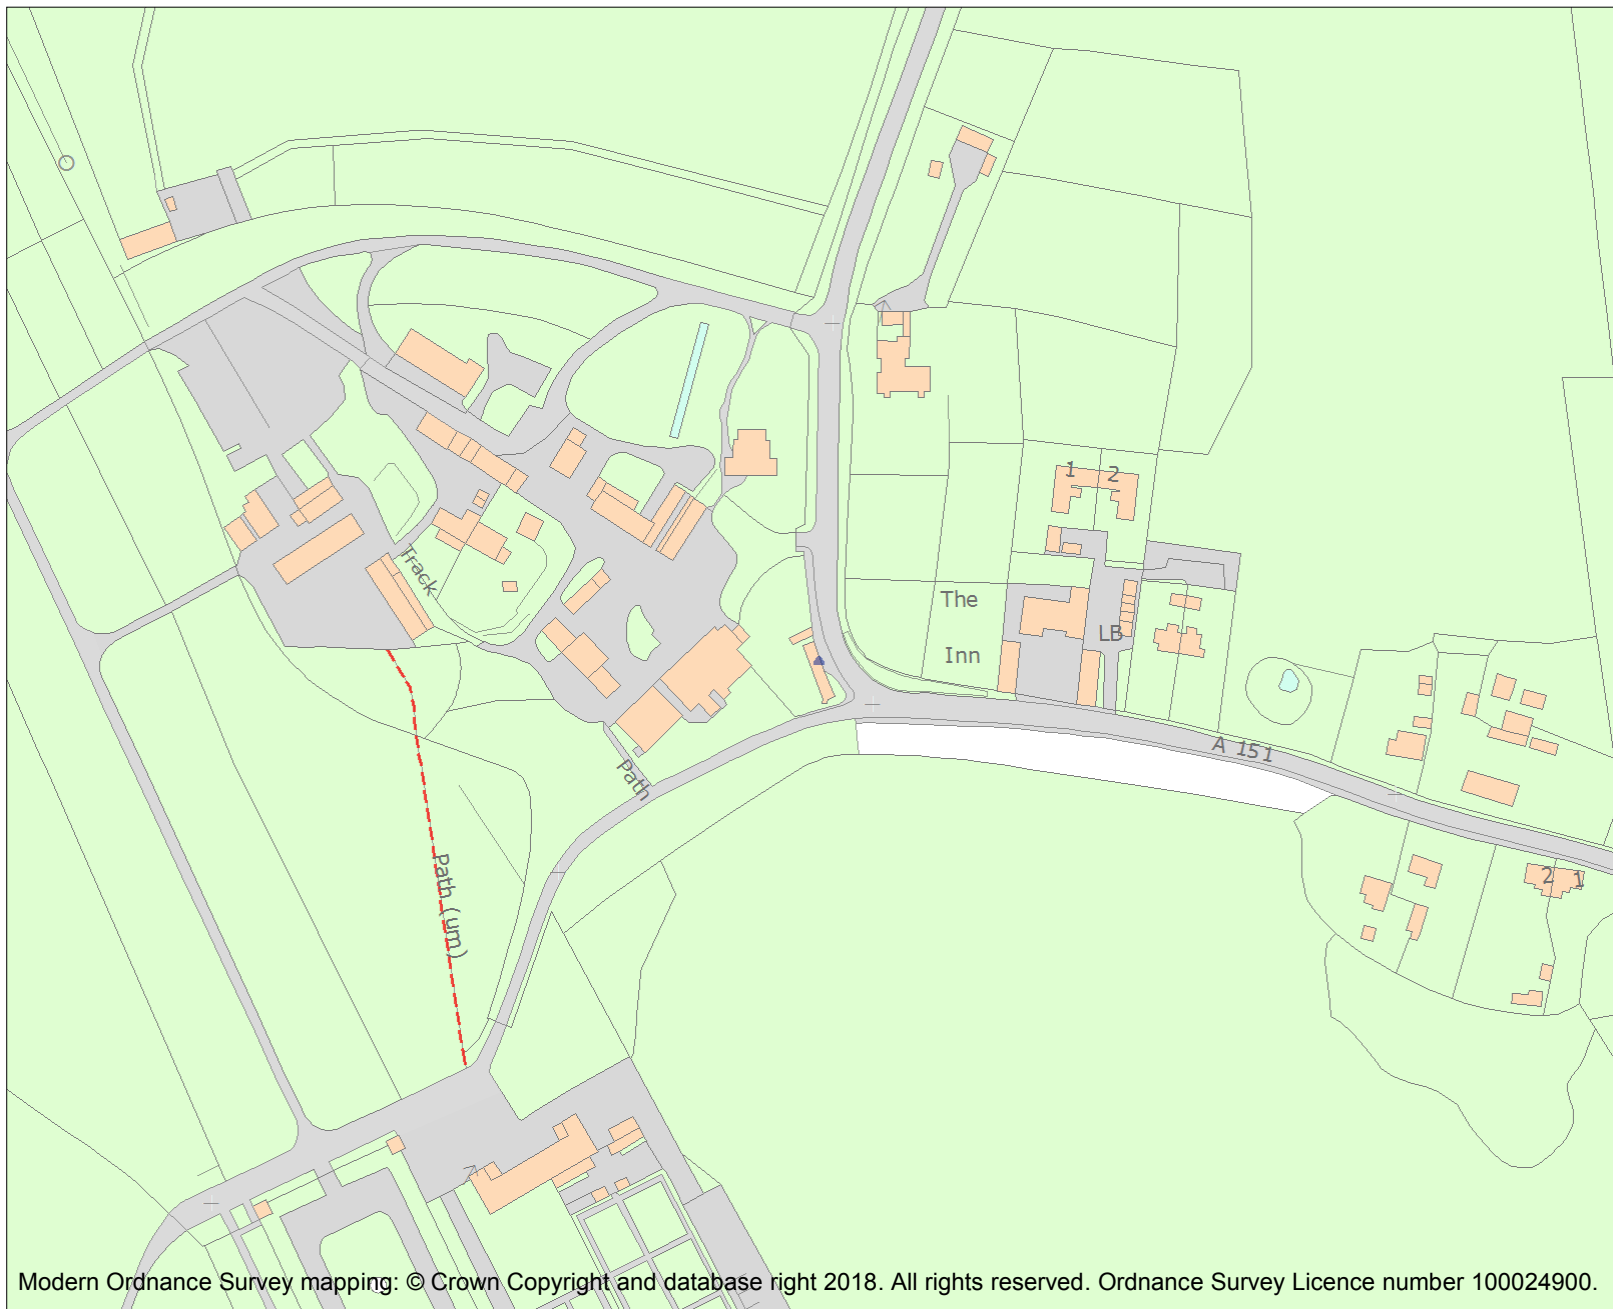 1 2
Track
The
LB
Inn
A 151
Path
Path (um)
2 1
Modern Ordnance Survey mapping: © Crown Copyright and database right 2018. All rights reserved. Ordnance Survey Licence number 100024900.